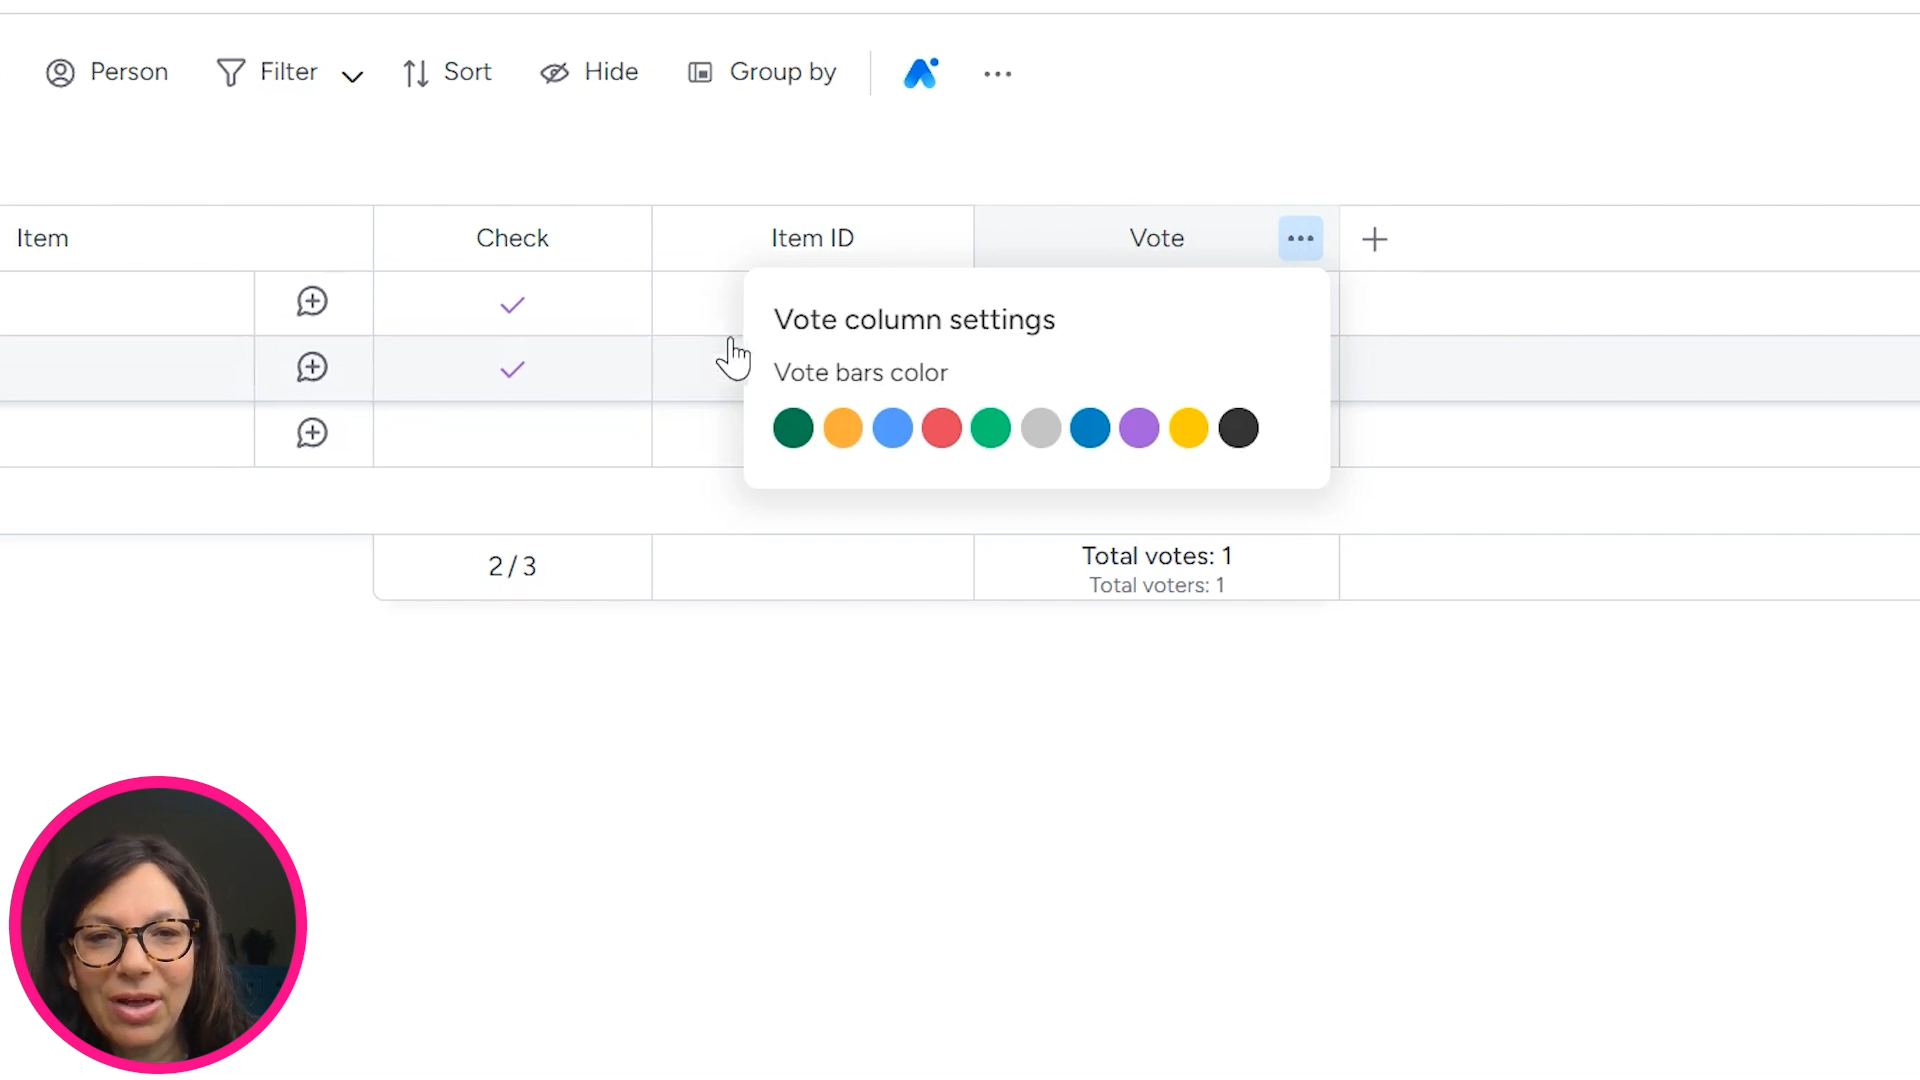 Person Filter Sort Hide Group by
Item Check Item ID Vote
Vote column settings
Vote bars color
2 / 3
Total votes: 1
Total voters: 1